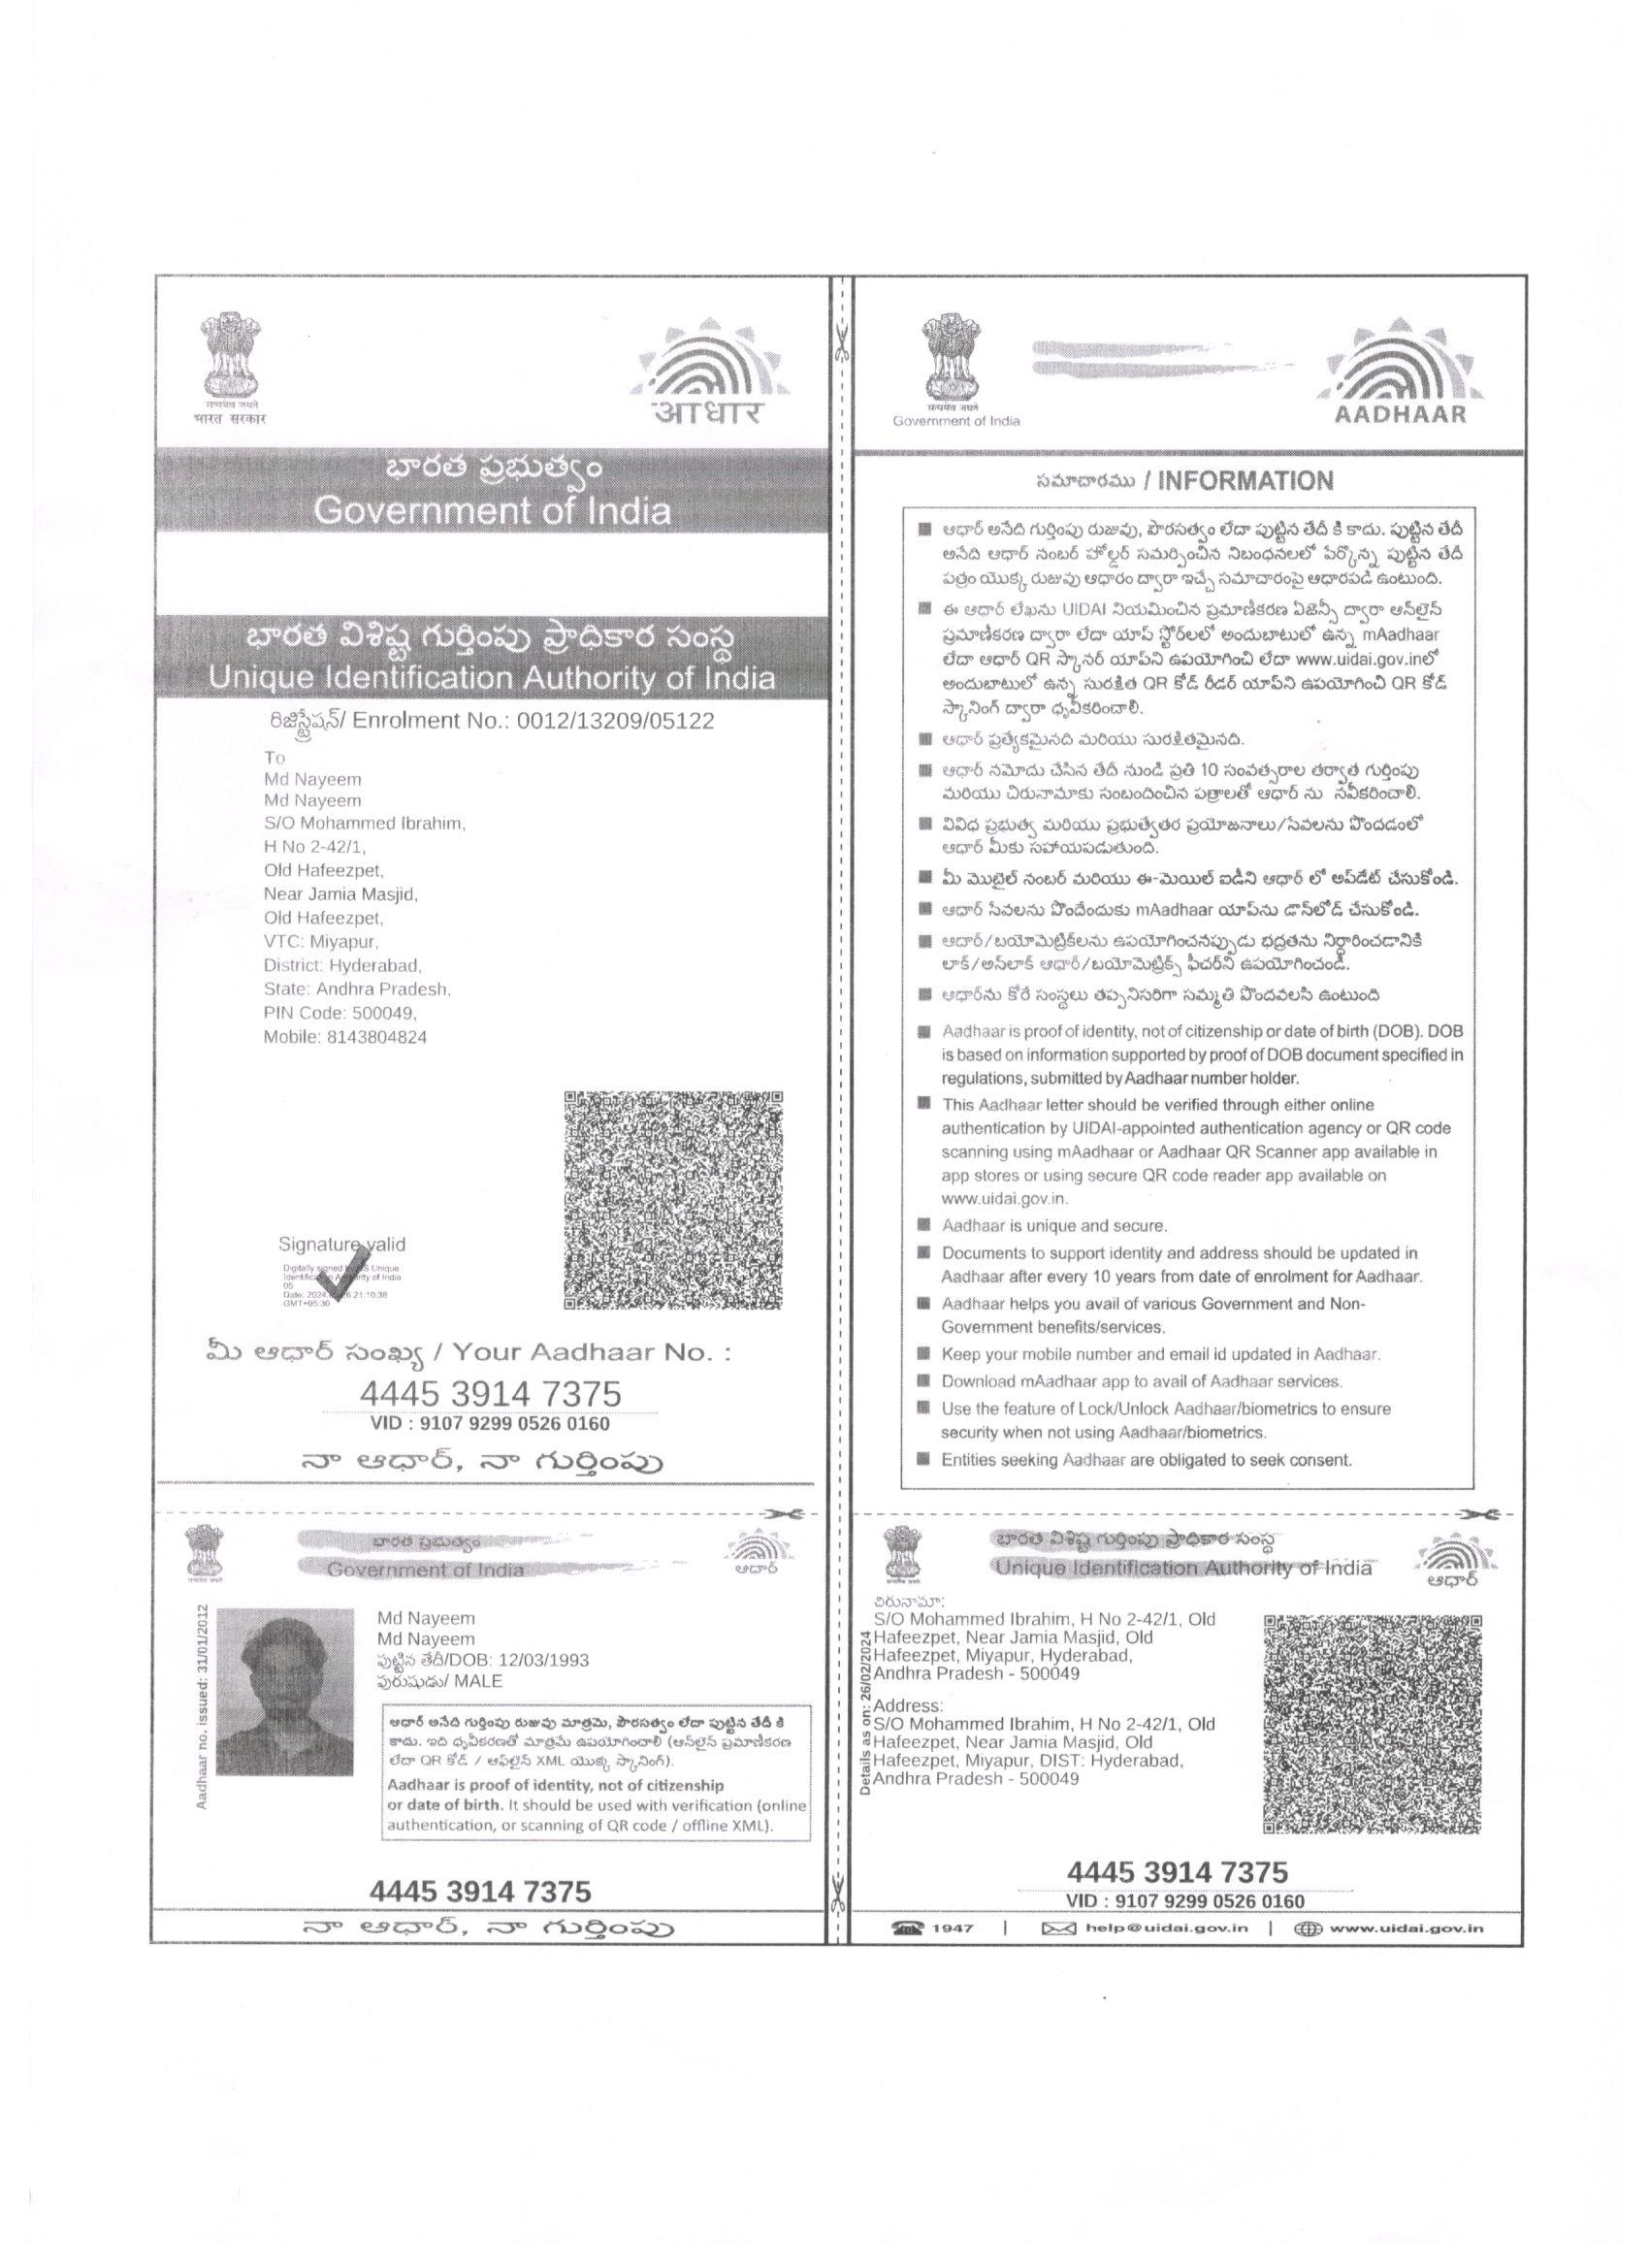 सत्यमेव जयते
भारत सरकार
आधार
భారత ప్రభుత్వం
Government of India
భారత విశిష్ట గుర్తింపు ప్రాధికార సంస్థ
Unique Identification Authority of India
రిజిస్ట్రేషన్/ Enrolment No.: 0012/13209/05122
To
Md Nayeem
Md Nayeem
S/O Mohammed Ibrahim,
H No 2-42/1,
Old Hafeezpet,
Near Jamia Masjid,
Old Hafeezpet,
VTC: Miyapur,
District: Hyderabad,
State: Andhra Pradesh,
PIN Code: 500049,
Mobile: 8143804824
Signature valid
Digitally signed by Unique
Identification Authority of India
05
Date: 2024 21:10:38
GMT+05:30
మీ ఆధార్ సంఖ్య / Your Aadhaar No. :
4445 3914 7375
VID : 9107 9299 0526 0160
నా ఆధార్, నా గుర్తింపు
భారత ప్రభుత్వం
Government of India
ఆధార్
Aadhaar no. issued: 31/01/2012
Md Nayeem
Md Nayeem
పుట్టిన తేదీ/DOB: 12/03/1993
పురుషుడు/ MALE
ఆధార్ అనేది గుర్తింపు రుజువు మాత్రమే, పౌరసత్వం లేదా పుట్టిన తేదీ కి
కాదు. ఇది ధృవీకరణతో మాత్రమే ఉపయోగించాలి (ఆన్‌లైన్ ప్రమాణీకరణ
లేదా QR కోడ్ / ఆఫ్‌లైన్ XML యొక్క స్కానింగ్).
Aadhaar is proof of identity, not of citizenship
or date of birth. It should be used with verification (online
authentication, or scanning of QR code / offline XML).
4445 3914 7375
నా ఆధార్, నా గుర్తింపు
सत्यमेव जयते
Government of India
AADHAAR
సమాచారము / INFORMATION
ఆధార్ అనేది గుర్తింపు రుజువు, పౌరసత్వం లేదా పుట్టిన తేదీ కి కాదు. పుట్టిన తేదీ
అనేది ఆధార్ నంబర్ హోల్డర్ సమర్పించిన నిబంధనలలో పేర్కొన్న పుట్టిన తేదీ
పత్రం యొక్క రుజువు ఆధారం ద్వారా ఇచ్చే సమాచారంపై ఆధారపడి ఉంటుంది.
ఈ ఆధార్ లేఖను UIDAI నియమించిన ప్రమాణీకరణ ఏజెన్సీ ద్వారా ఆన్‌లైన్
ప్రమాణీకరణ ద్వారా లేదా యాప్ స్టోర్‌లలో అందుబాటులో ఉన్న mAadhaar
లేదా ఆధార్ QR స్కానర్ యాప్‌ని ఉపయోగించి లేదా www.uidai.gov.inలో
అందుబాటులో ఉన్న సురక్షిత QR కోడ్ రీడర్ యాప్‌ని ఉపయోగించి QR కోడ్
స్కానింగ్ ద్వారా ధృవీకరించాలి.
ఆధార్ ప్రత్యేకమైనది మరియు సురక్షితమైనది.
ఆధార్ నమోదు చేసిన తేదీ నుండి ప్రతి 10 సంవత్సరాల తర్వాత గుర్తింపు
మరియు చిరునామాకు సంబందించిన పత్రాలతో ఆధార్ ను నవీకరించాలి.
వివిధ ప్రభుత్వ మరియు ప్రభుత్వేతర ప్రయోజనాలు/సేవలను పొందడంలో
ఆధార్ మీకు సహాయపడుతుంది.
మీ మొబైల్ నంబర్ మరియు ఈ-మెయిల్ ఐడీని ఆధార్ లో అప్‌డేట్ చేసుకోండి.
ఆధార్ సేవలను పొందేందుకు mAadhaar యాప్‌ను డౌన్‌లోడ్ చేసుకోండి.
ఆధార్/బయోమెట్రిక్‌లను ఉపయోగించనప్పుడు భద్రతను నిర్ధారించడానికి
లాక్/అన్‌లాక్ ఆధార్/బయోమెట్రిక్స్ ఫీచర్‌ని ఉపయోగించండి.
ఆధార్‌ను కోరే సంస్థలు తప్పనిసరిగా సమ్మతి పొందవలసి ఉంటుంది
Aadhaar is proof of identity, not of citizenship or date of birth (DOB). DOB
is based on information supported by proof of DOB document specified in
regulations, submitted by Aadhaar number holder.
This Aadhaar letter should be verified through either online
authentication by UIDAI-appointed authentication agency or QR code
scanning using mAadhaar or Aadhaar QR Scanner app available in
app stores or using secure QR code reader app available on
www.uidai.gov.in.
Aadhaar is unique and secure.
Documents to support identity and address should be updated in
Aadhaar after every 10 years from date of enrolment for Aadhaar.
Aadhaar helps you avail of various Government and Non-
Government benefits/services.
Keep your mobile number and email id updated in Aadhaar.
Download mAadhaar app to avail of Aadhaar services.
Use the feature of Lock/Unlock Aadhaar/biometrics to ensure
security when not using Aadhaar/biometrics.
Entities seeking Aadhaar are obligated to seek consent.
భారత విశిష్ట గుర్తింపు ప్రాధికార సంస్థ
Unique Identification Authority of India
ఆధార్
Details as on: 26/02/2024
చిరునామా:
S/O Mohammed Ibrahim, H No 2-42/1, Old
Hafeezpet, Near Jamia Masjid, Old
Hafeezpet, Miyapur, Hyderabad,
Andhra Pradesh - 500049
Address:
S/O Mohammed Ibrahim, H No 2-42/1, Old
Hafeezpet, Near Jamia Masjid, Old
Hafeezpet, Miyapur, DIST: Hyderabad,
Andhra Pradesh - 500049
4445 3914 7375
VID : 9107 9299 0526 0160
1947 | help@uidai.gov.in | www.uidai.gov.in